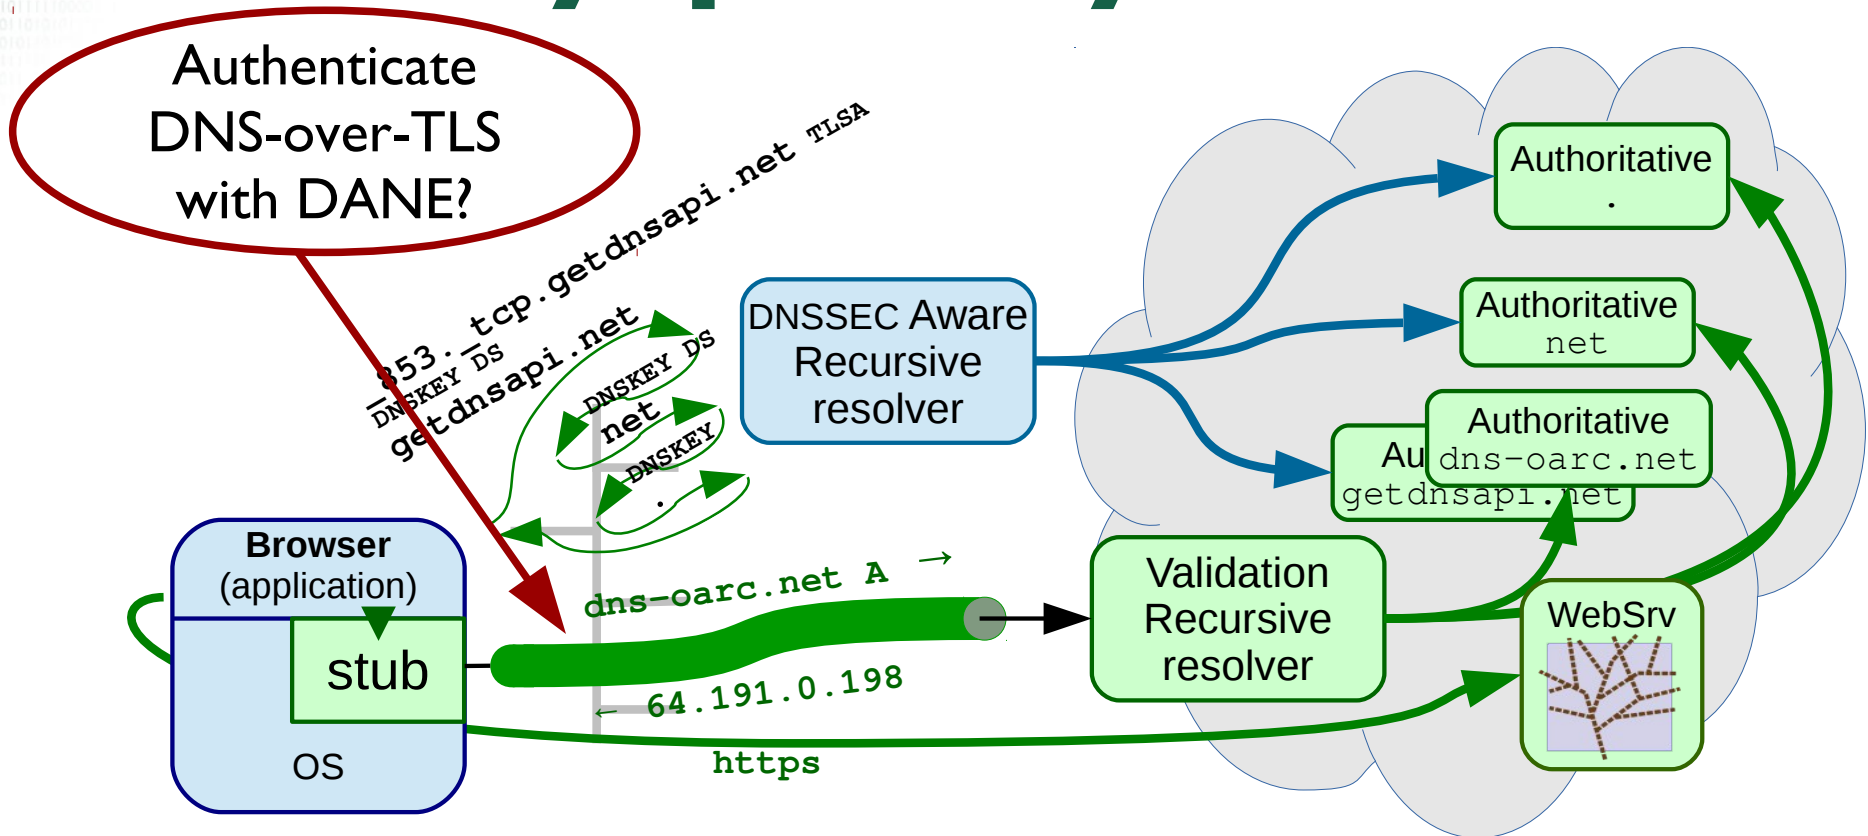 Authenticate
DNS-over-TLS
with DANE?
_853._tcp.getdnsapi.net TLSA
DNSKEY DS
getdnsapi.net
DNSKEY DS
net
DNSKEY
.
DNSSEC Aware
Recursive
resolver
Authoritative
.
Authoritative
net
Authoritative
dns-oarc.net
Au
getdnsapi.net
Browser
(application)
stub
OS
dns-oarc.net A →
← 64.191.0.198
https
Validation
Recursive
resolver
WebSrv